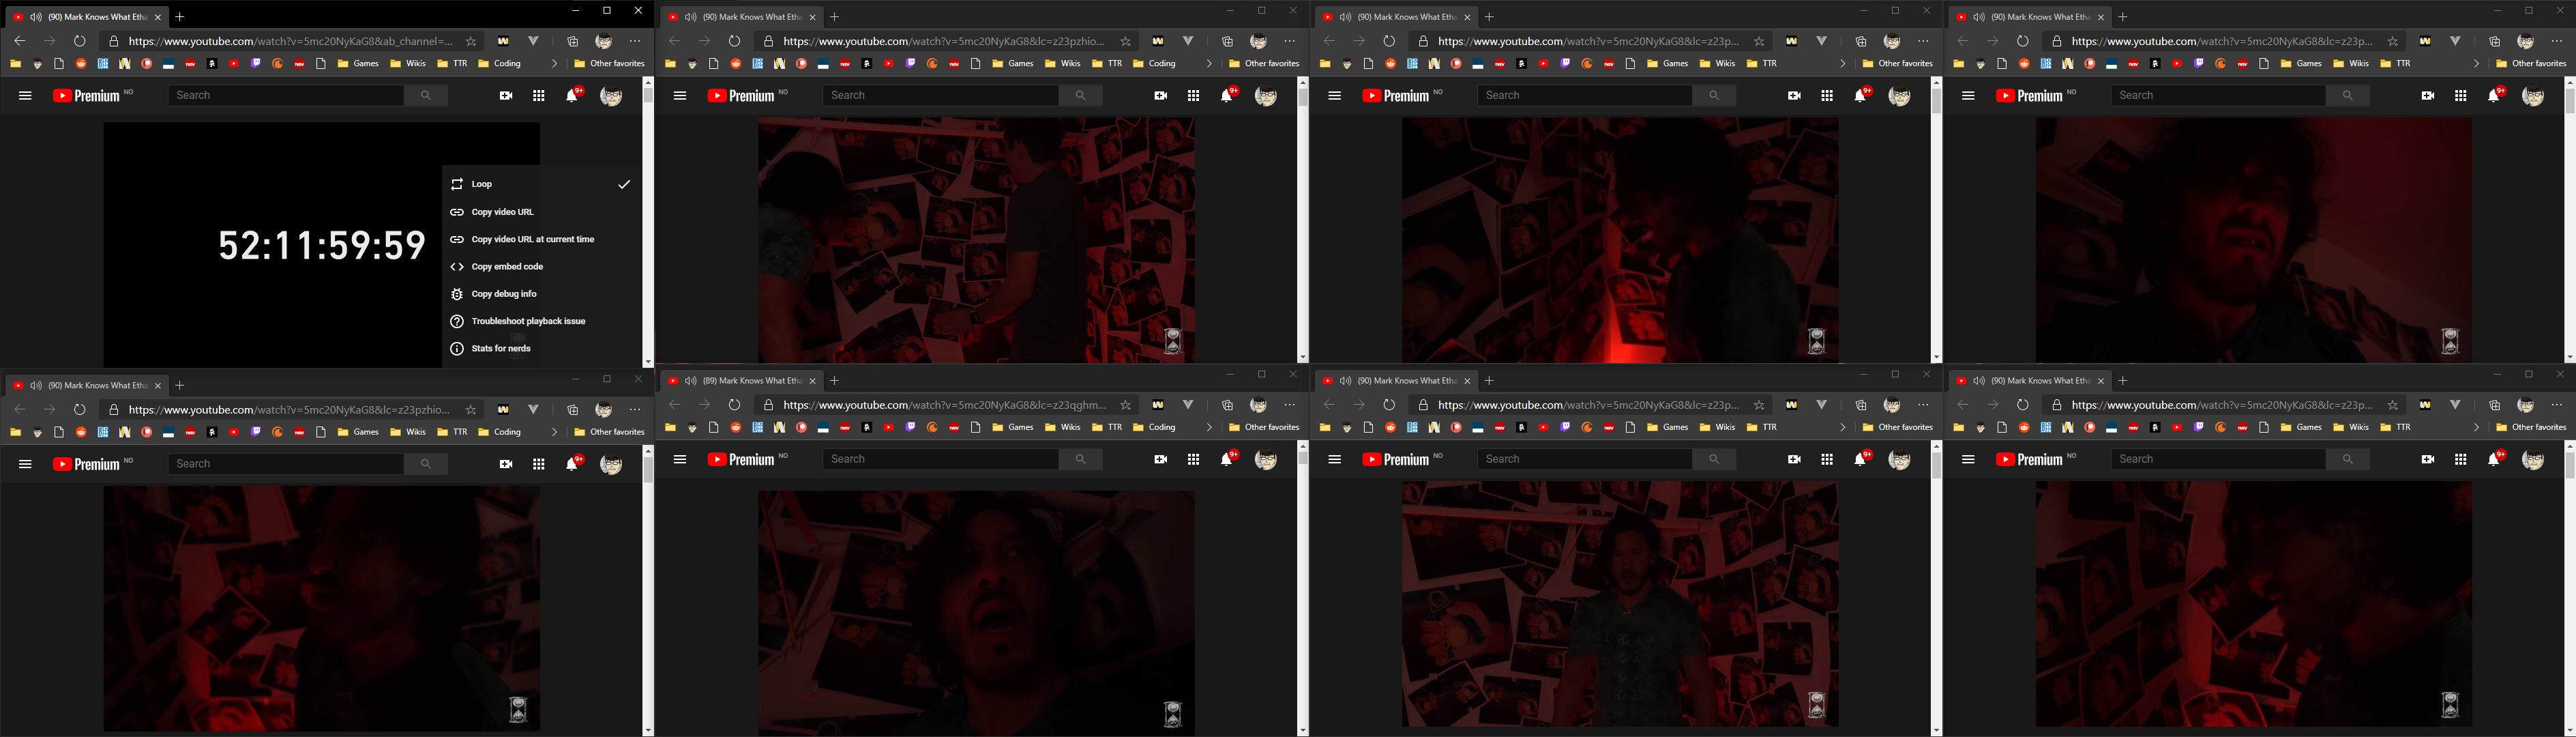 (90) Mark Knows What Etha
https://www.youtube.com/watch?v=5mc20NyKaG8&ab_channel=...
Games Wikis TTR Coding Other favorites
Premium NO
Search
9+
52:11:59:59
Loop
Copy video URL
Copy video URL at current time
Copy embed code
Copy debug info
Troubleshoot playback issue
Stats for nerds
(90) Mark Knows What Etha
https://www.youtube.com/watch?v=5mc20NyKaG8&lc=z23pzhio...
Games Wikis TTR Coding Other favorites
Premium NO
Search
9+
(90) Mark Knows What Etha
https://www.youtube.com/watch?v=5mc20NyKaG8&lc=z23p...
Games Wikis TTR Other favorites
Premium NO
Search
9+
(90) Mark Knows What Etha
https://www.youtube.com/watch?v=5mc20NyKaG8&lc=z23p...
Games Wikis TTR Other favorites
Premium NO
Search
9+
(90) Mark Knows What Etha
https://www.youtube.com/watch?v=5mc20NyKaG8&lc=z23pzhio...
Games Wikis TTR Coding Other favorites
Premium NO
Search
9+
(89) Mark Knows What Etha
https://www.youtube.com/watch?v=5mc20NyKaG8&lc=z23qghm...
Games Wikis TTR Coding Other favorites
Premium NO
Search
9+
(90) Mark Knows What Etha
https://www.youtube.com/watch?v=5mc20NyKaG8&lc=z23p...
Games Wikis TTR Other favorites
Premium NO
Search
9+
(90) Mark Knows What Etha
https://www.youtube.com/watch?v=5mc20NyKaG8&lc=z23p...
Games Wikis TTR Other favorites
Premium NO
Search
9+